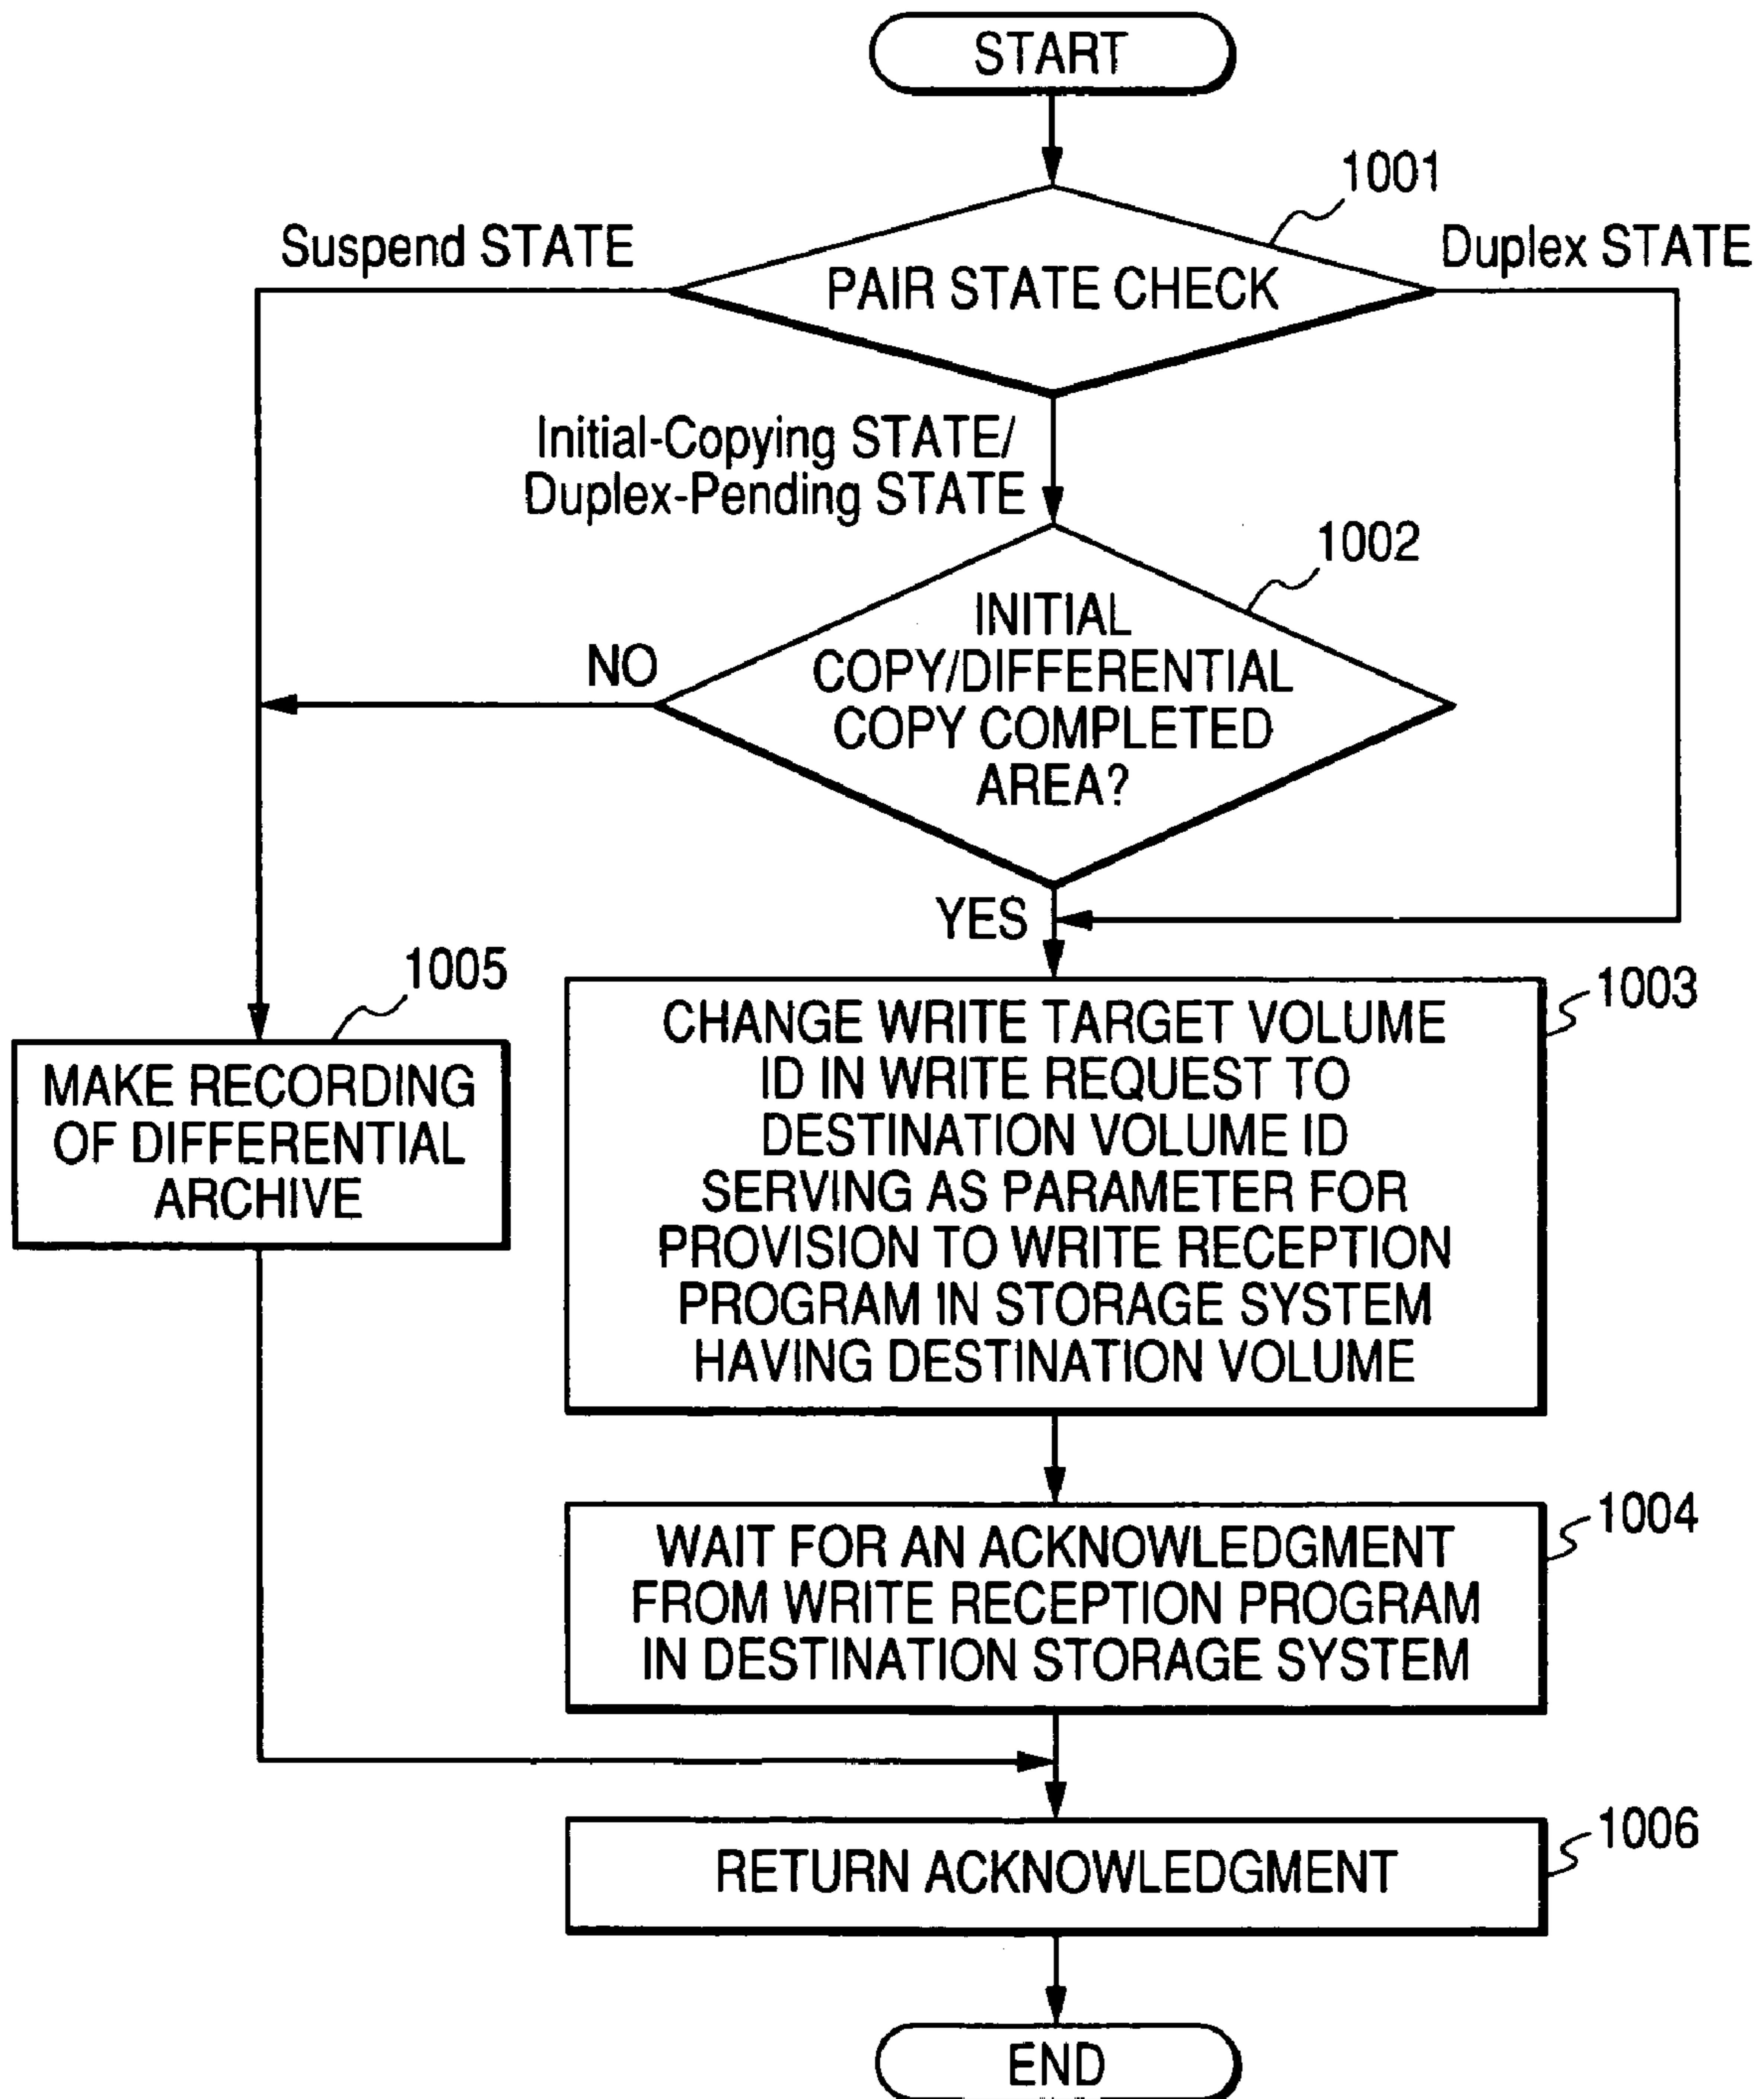 START
1001
Suspend STATE
Duplex STATE
PAIR STATE CHECK
Initial-Copying STATE/
Duplex-Pending STATE
1002
INITIAL
COPY/DIFFERENTIAL
COPY COMPLETED
AREA?
NO
YES
1005
MAKE RECORDING
OF DIFFERENTIAL
ARCHIVE
1003
CHANGE WRITE TARGET VOLUME
ID IN WRITE REQUEST TO
DESTINATION VOLUME ID
SERVING AS PARAMETER FOR
PROVISION TO WRITE RECEPTION
PROGRAM IN STORAGE SYSTEM
HAVING DESTINATION VOLUME
1004
WAIT FOR AN ACKNOWLEDGMENT
FROM WRITE RECEPTION PROGRAM
IN DESTINATION STORAGE SYSTEM
1006
RETURN ACKNOWLEDGMENT
END